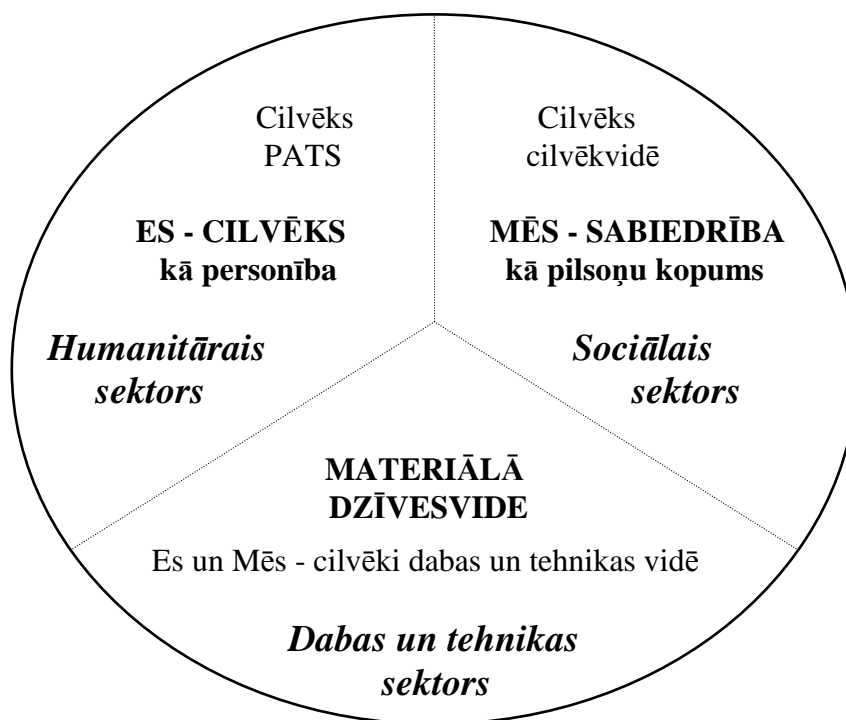 Cilvēks
PATS
ES - CILVĒKS
kā personība
Humanitārais
sektors
Cilvēks
cilvēkvidē
MĒS - SABIEDRĪBA
kā pilsoņu kopums
Sociālais
sektors
MATERIĀLĀ
DZĪVESVIDE
Es un Mēs - cilvēki dabas un tehnikas vidē
Dabas un tehnikas
sektors